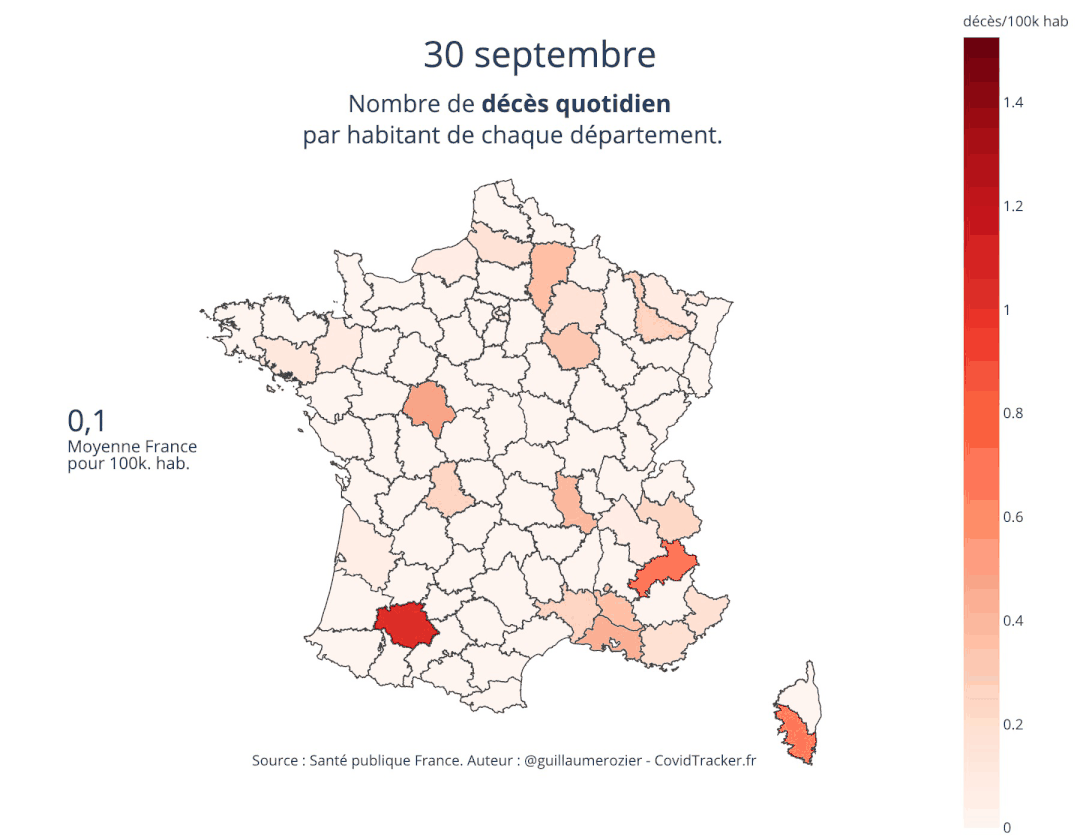 décès/100k hab
30 septembre
Nombre de décès quotidien
par habitant de chaque département.
1.4
1.2
1
0.8
0.6
0.4
0.2
0
0,1
Moyenne France
pour 100k. hab.
Source : Santé publique France. Auteur : @guillaumerozier - CovidTracker.fr